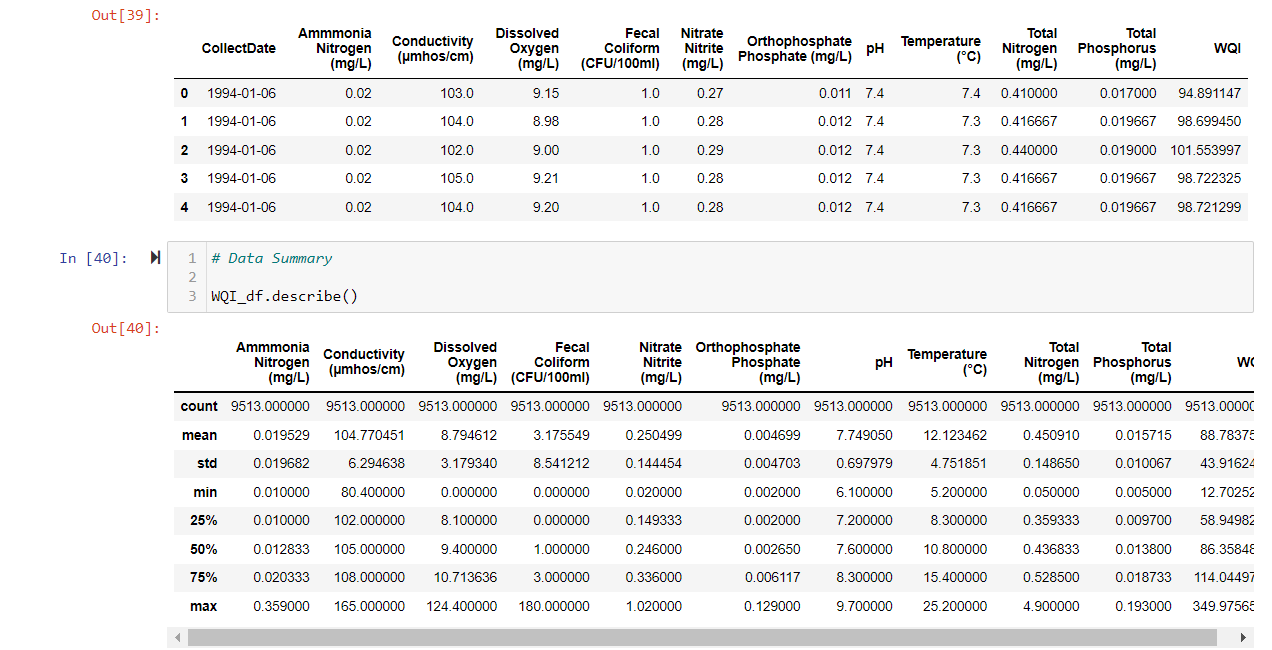 Out[39]:
CollectDate Ammmonia Nitrogen (mg/L) Conductivity (µmhos/cm) Dissolved Oxygen (mg/L) Fecal Coliform (CFU/100ml) Nitrate Nitrite (mg/L) Orthophosphate Phosphate (mg/L) pH Temperature (°C) Total Nitrogen (mg/L) Total Phosphorus (mg/L) WQI
0 1994-01-06 0.02 103.0 9.15 1.0 0.27 0.011 7.4 7.4 0.410000 0.017000 94.891147
1 1994-01-06 0.02 104.0 8.98 1.0 0.28 0.012 7.4 7.3 0.416667 0.019667 98.699450
2 1994-01-06 0.02 102.0 9.00 1.0 0.29 0.012 7.4 7.3 0.440000 0.019000 101.553997
3 1994-01-06 0.02 105.0 9.21 1.0 0.28 0.012 7.4 7.3 0.416667 0.019667 98.722325
4 1994-01-06 0.02 104.0 9.20 1.0 0.28 0.012 7.4 7.3 0.416667 0.019667 98.721299
In [40]:
1 # Data Summary
2
3 WQI_df.describe()
Out[40]:
Ammmonia Nitrogen (mg/L) Conductivity (µmhos/cm) Dissolved Oxygen (mg/L) Fecal Coliform (CFU/100ml) Nitrate Nitrite (mg/L) Orthophosphate Phosphate (mg/L) pH Temperature (°C) Total Nitrogen (mg/L) Total Phosphorus (mg/L)
count 9513.000000 9513.000000 9513.000000 9513.000000 9513.000000 9513.000000 9513.000000 9513.000000 9513.000000 9513.000000 9513.00000
mean 0.019529 104.770451 8.794612 3.175549 0.250499 0.004699 7.749050 12.123462 0.450910 0.015715 88.78375
std 0.019682 6.294638 3.179340 8.541212 0.144454 0.004703 0.697979 4.751851 0.148650 0.010067 43.91624
min 0.010000 80.400000 0.000000 0.000000 0.020000 0.002000 6.100000 5.200000 0.050000 0.005000 12.70252
25% 0.010000 102.000000 8.100000 0.000000 0.149333 0.002000 7.200000 8.300000 0.359333 0.009700 58.94982
50% 0.012833 105.000000 9.400000 1.000000 0.246000 0.002650 7.600000 10.800000 0.436833 0.013800 86.35848
75% 0.020333 108.000000 10.713636 3.000000 0.336000 0.006117 8.300000 15.400000 0.528500 0.018733 114.04497
max 0.359000 165.000000 124.400000 180.000000 1.020000 0.129000 9.700000 25.200000 4.900000 0.193000 349.97565